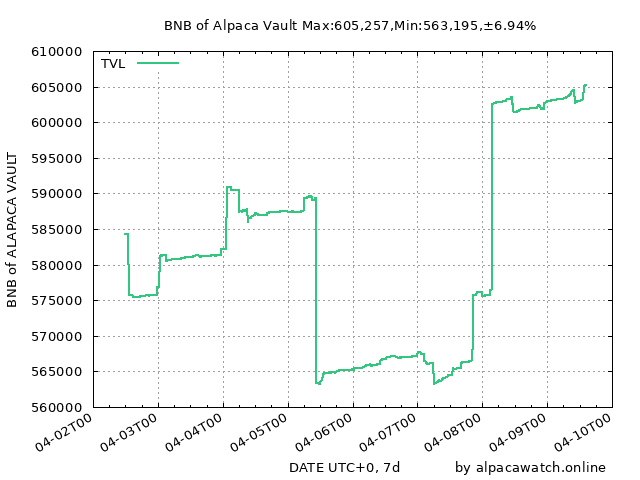 BNB of Alpaca Vault Max:605,257,Min:563,195,±6.94%
TVL
610000
605000
600000
595000
590000
585000
580000
575000
570000
565000
560000
BNB of ALAPACA VAULT
04-02T00
04-03T00
04-04T00
04-05T00
04-06T00
04-07T00
04-08T00
04-09T00
04-10T00
DATE UTC+0, 7d
by alpacawatch.online